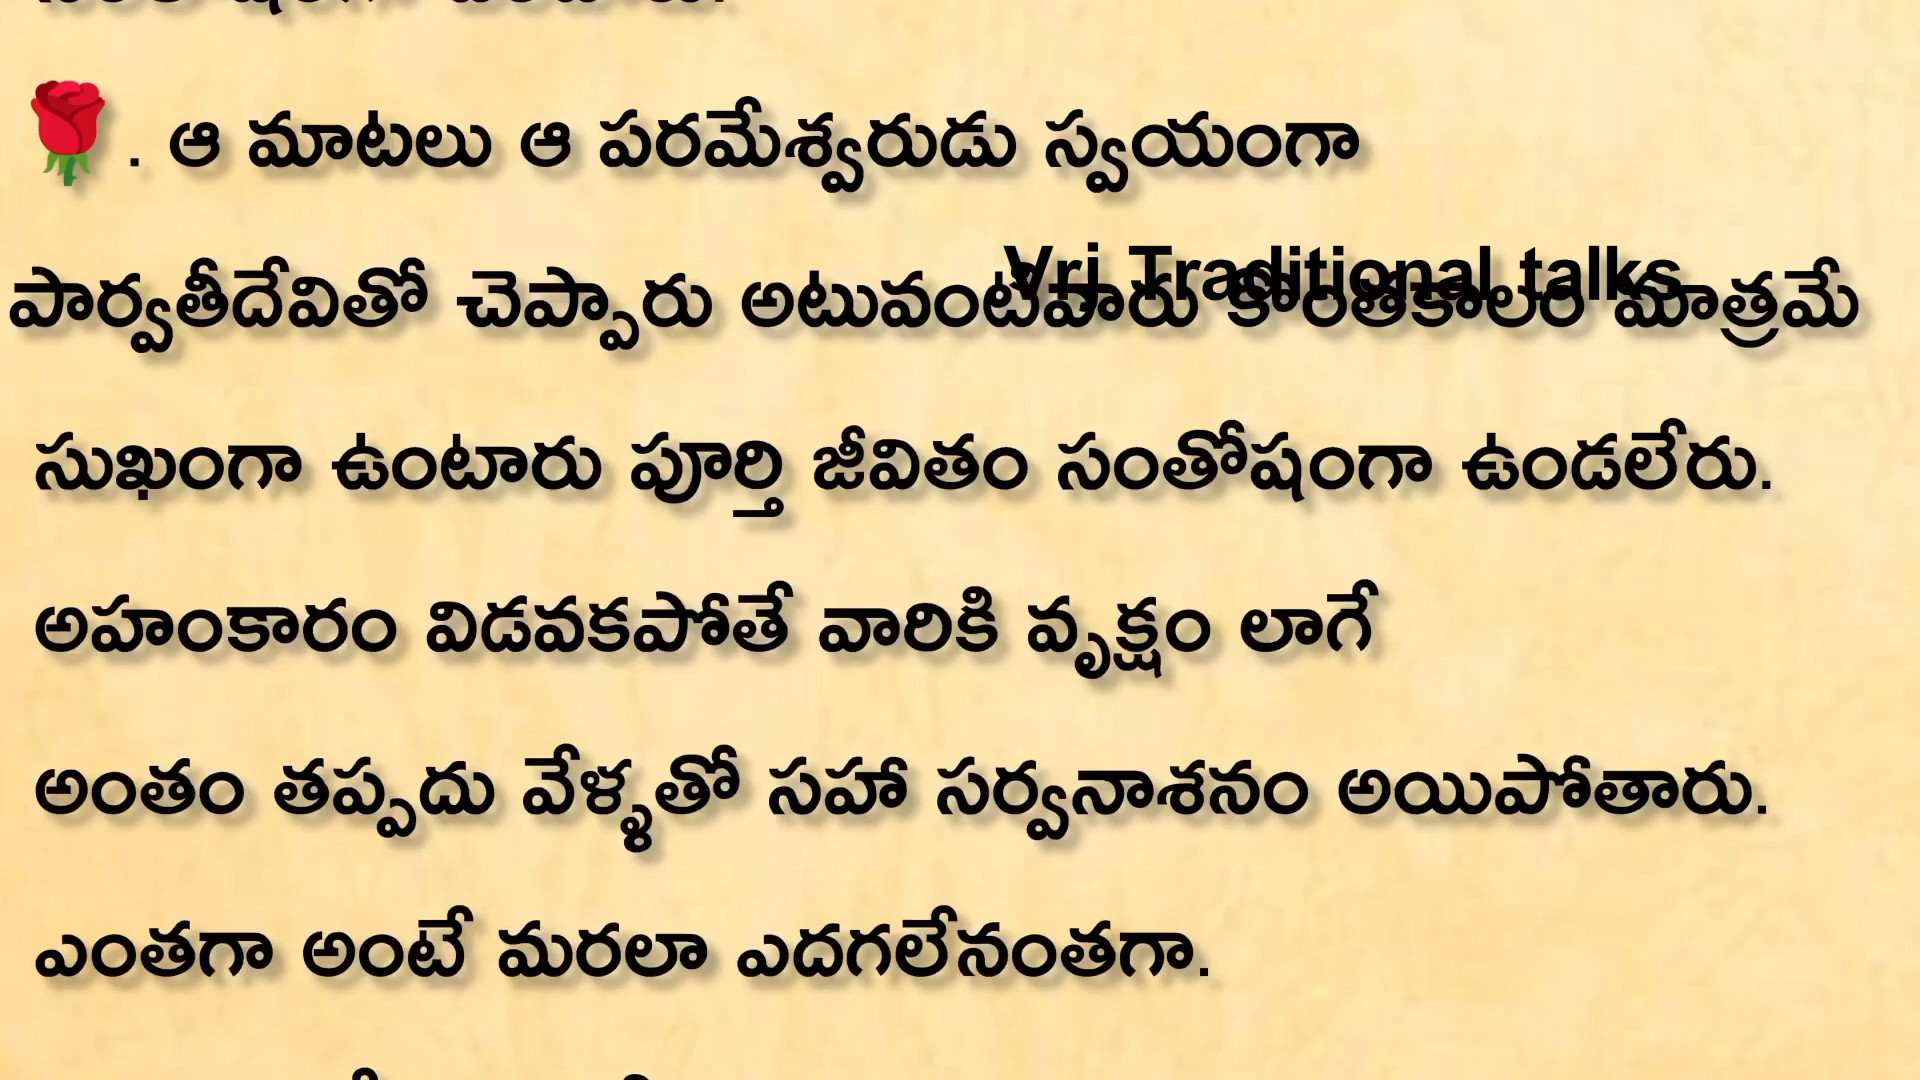 🌹. ఆ మాటలు ఆ పరమేశ్వరుడు స్వయంగా
Vrj Traditional talks
పార్వతీదేవితో చెప్పారు అటువంటివారు కొంతకాలం మాత్రమే
సుఖంగా ఉంటారు పూర్తి జీవితం సంతోషంగా ఉండలేరు.
అహంకారం విడవకపోతే వారికి వృక్షం లాగే
అంతం తప్పదు వేళ్ళతో సహా సర్వనాశనం అయిపోతారు.
ఎంతగా అంటే మరలా ఎదగలేనంతగా.